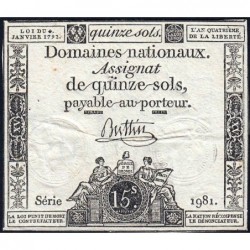 LOI DU 4.
JANVIER 1792.
quinze sols.
L'AN QUATRIÈME
DE LA LIBERTÉ.
Domaines nationaux.
Assignat
de quinze-sols,
payable-au-porteur.
Buttin
Série
1981.
15.s
LA LOI PUNIT DE MORT
LE CONTREFACTEUR.
LA NATION RÉCOMPENSE
LE DÉNONCIATEUR.